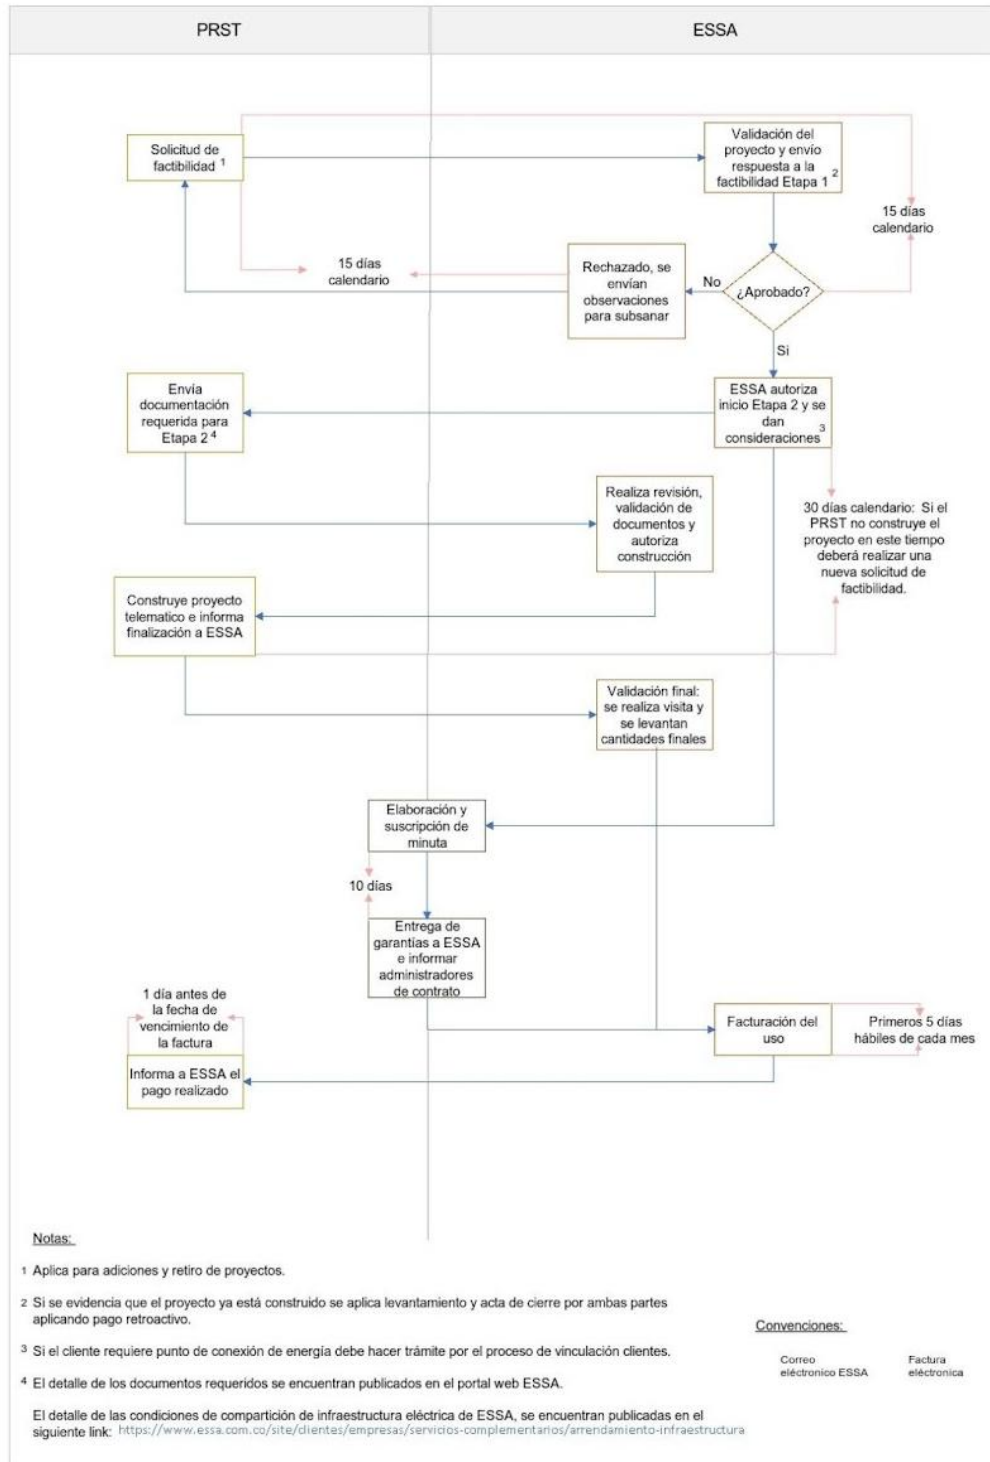 PRST
ESSA
Solicitud de
factibilidad 1
Validación del
proyecto y envío
respuesta a la
factibilidad Etapa 1 2
15 días
calendario
15 días
calendario
Rechazado, se
envían
observaciones
para subsanar
No
¿Aprobado?
Si
Envía
documentación
requerida para
Etapa 2 4
ESSA autoriza
inicio Etapa 2 y se
dan
consideraciones 3
Realiza revisión,
validación de
documentos y
autoriza
construcción
30 días calendario: Si el
PRST no construye el
proyecto en este tiempo
deberá realizar una
nueva solicitud de
factibilidad.
Construye proyecto
telematico e informa
finalización a ESSA
Validación final:
se realiza visita y
se levantan
cantidades finales
Elaboración y
suscripción de
minuta
10 días
Entrega de
garantías a ESSA
e informar
administradores
de contrato
1 día antes de
la fecha de
vencimiento de
la factura
Facturación del
uso
Primeros 5 días
hábiles de cada mes
Informa a ESSA el
pago realizado
Notas:
1 Aplica para adiciones y retiro de proyectos.
2 Si se evidencia que el proyecto ya está construido se aplica levantamiento y acta de cierre por ambas partes
aplicando pago retroactivo.
3 Si el cliente requiere punto de conexión de energía debe hacer trámite por el proceso de vinculación clientes.
4 El detalle de los documentos requeridos se encuentran publicados en el portal web ESSA.
El detalle de las condiciones de compartición de infraestructura eléctrica de ESSA, se encuentran publicadas en el
siguiente link: https://www.essa.com.co/site/clientes/empresas/servicios-complementarios/arrendamiento-infraestructura
Convenciones:
Correo
eléctronico ESSA
Factura
eléctronica